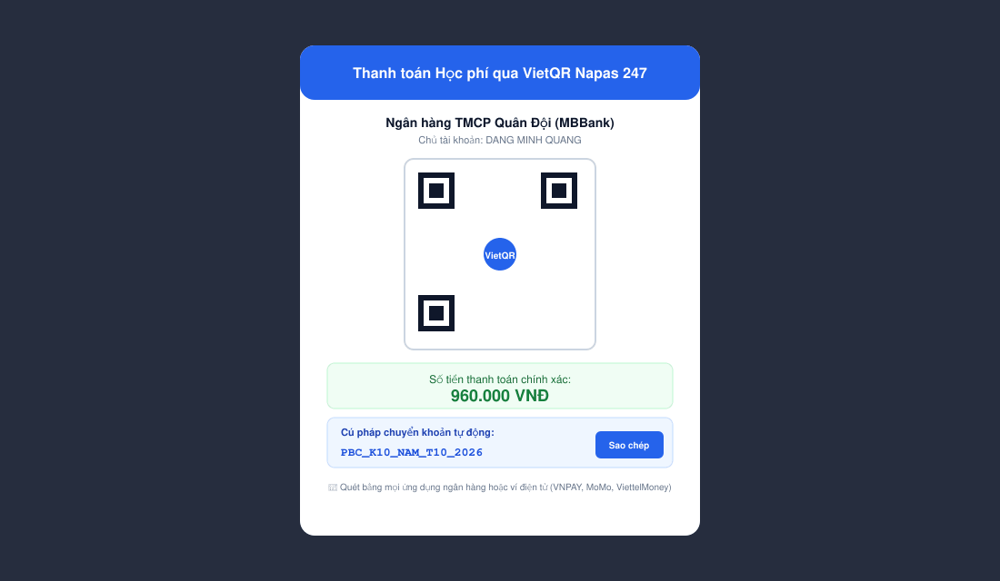 Thanh toán Học phí qua VietQR Napas 247
Ngân hàng TMCP Quân Đội (MBBank)
Chủ tài khoản: DANG MINH QUANG
VietQR
Số tiền thanh toán chính xác:
960.000 VNĐ
Cú pháp chuyển khoản tự động:
PBC_K10_NAM_T10_2026
Sao chép
Quét bằng mọi ứng dụng ngân hàng hoặc ví điện tử (VNPAY, MoMo, ViettelMoney)